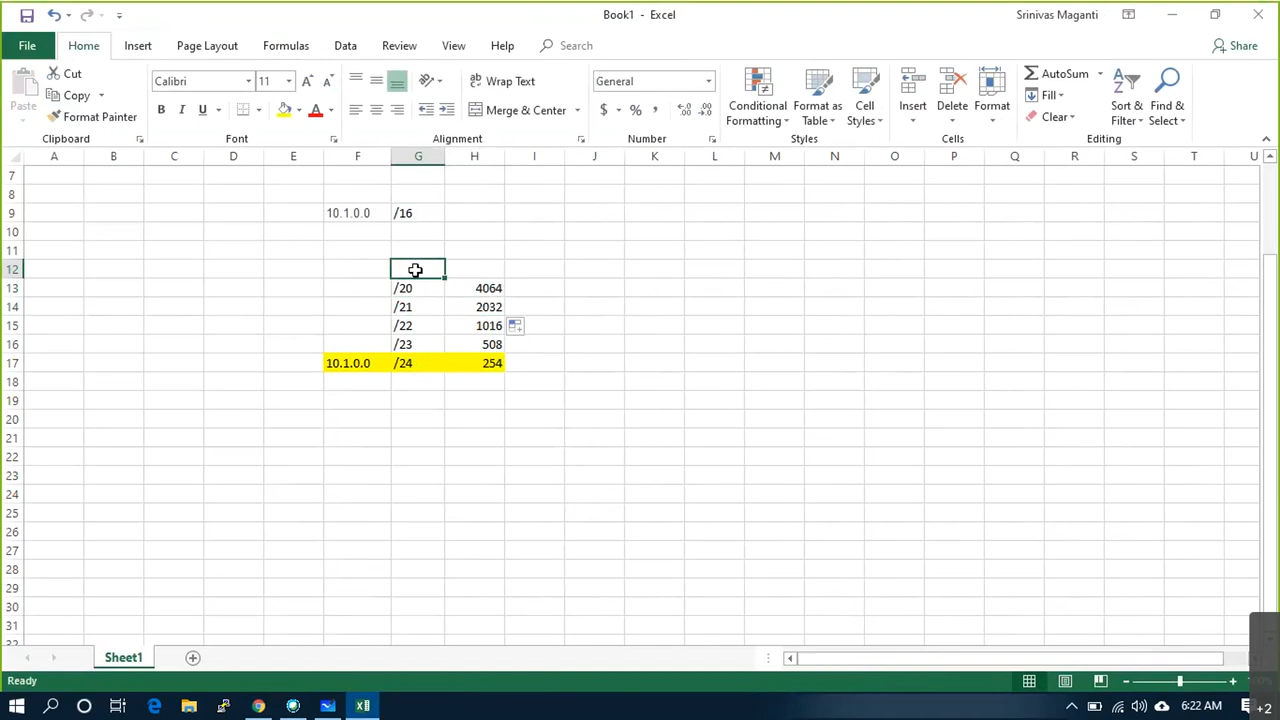 Book1 - Excel
Srinivas Maganti
File Home Insert Page Layout Formulas Data Review View Help Search Share
Paste
Cut
Copy
Format Painter
Clipboard
Calibri 11
B I U
Font
Wrap Text
Merge & Center
Alignment
General
$ % ,
Number
Conditional Formatting
Format as Table
Cell Styles
Styles
Insert
Delete
Format
Cells
AutoSum
Fill
Clear
Sort & Filter
Find & Select
Editing
A B C D E F G H I J K L M N O P Q R S T U
7
8
9 10.1.0.0 /16
10
11
12
13 /20 4064
14 /21 2032
15 /22 1016
16 /23 508
17 10.1.0.0 /24 254
18
19
20
21
22
23
24
25
26
27
28
29
30
31
32
Sheet1
Ready
6:22 AM
+2